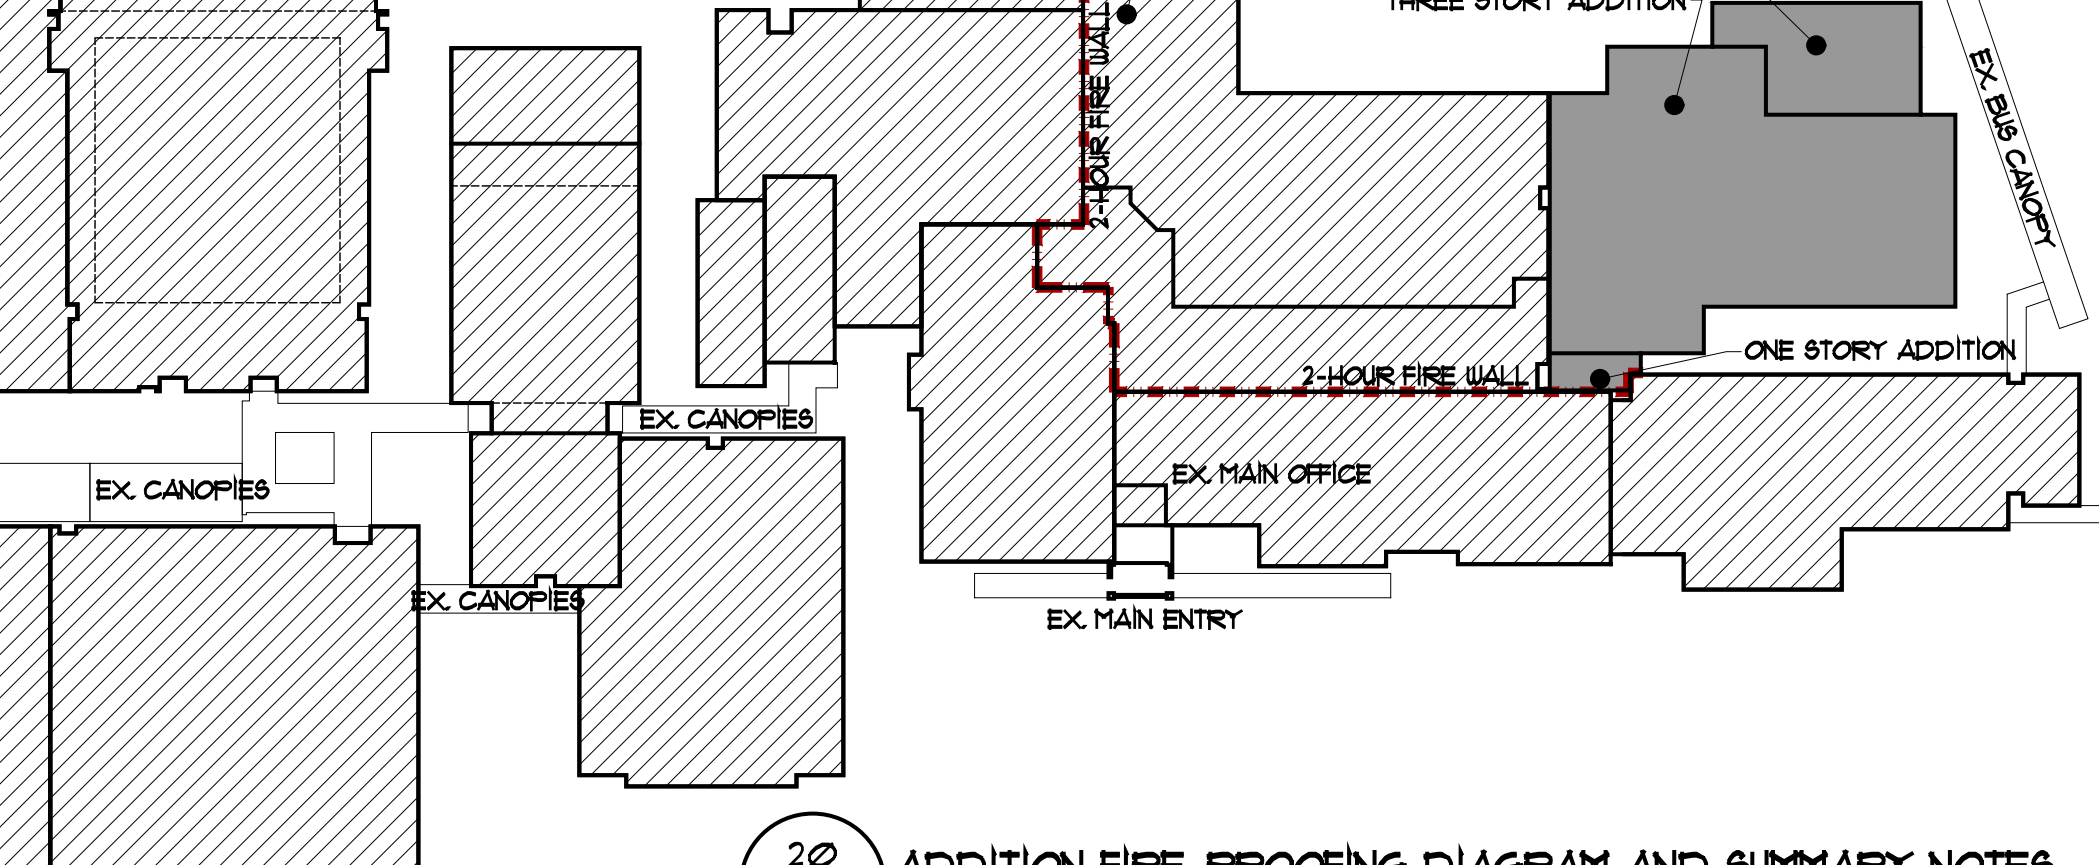 THREE STORY ADDITION
2-HOUR FIRE WALL
EX. BUS CANOPY
ONE STORY ADDITION
2-HOUR FIRE WALL
EX. CANOPIES
EX. MAIN OFFICE
EX. CANOPIES
EX. CANOPIES
EX. MAIN ENTRY
20
ADDITION FIRE PROOFING DIAGRAM AND SUMMARY NOTES